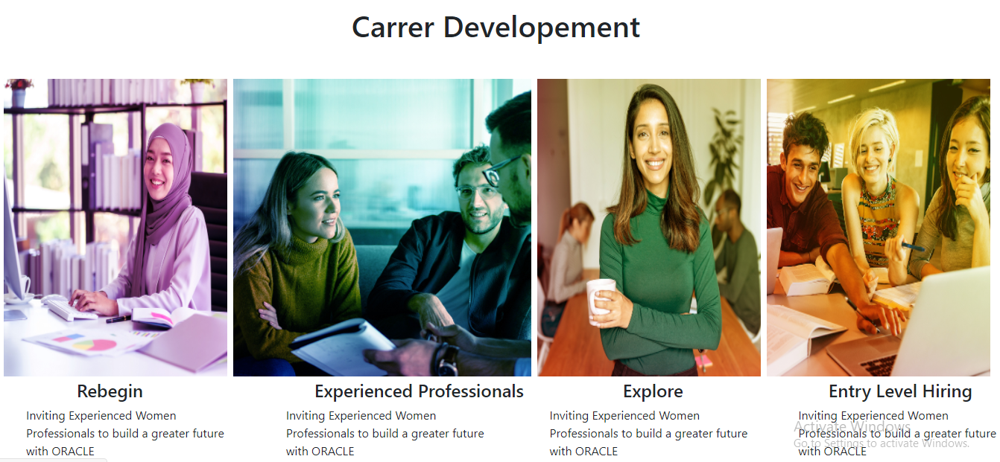 Carrer Developement
Rebegin
Inviting Experienced Women
Professionals to build a greater future
with ORACLE
Experienced Professionals
Inviting Experienced Women
Professionals to build a greater future
with ORACLE
Explore
Inviting Experienced Women
Professionals to build a greater future
with ORACLE
Entry Level Hiring
Inviting Experienced Women
Professionals to build a greater future
with ORACLE
Activate Windows
Go to Settings to activate Windows.